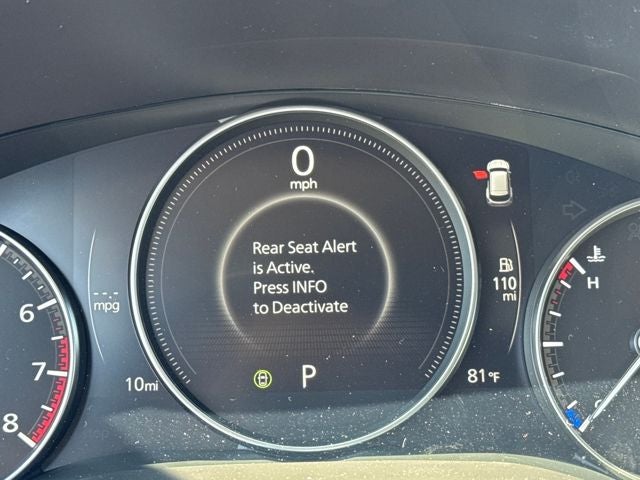 0
mph
Rear Seat Alert
is Active.
Press INFO
to Deactivate
mpg
110
mi
10mi
P
81°F
6
7
8
H